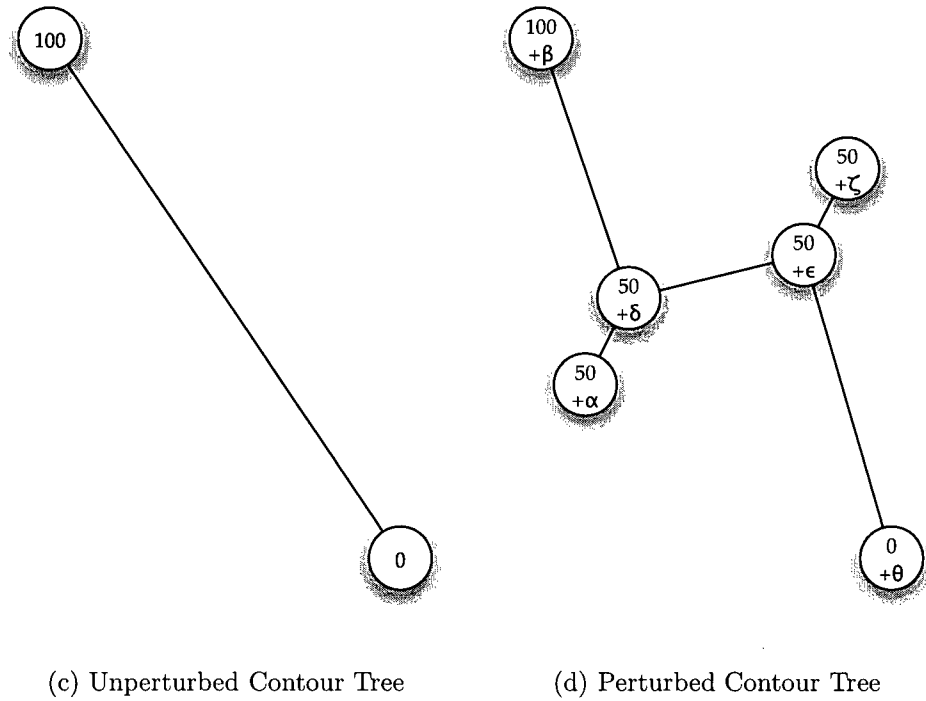 100
0
(c) Unperturbed Contour Tree
100
+β
50
+ζ
50
+ϵ
50
+δ
50
+α
0
+θ
(d) Perturbed Contour Tree